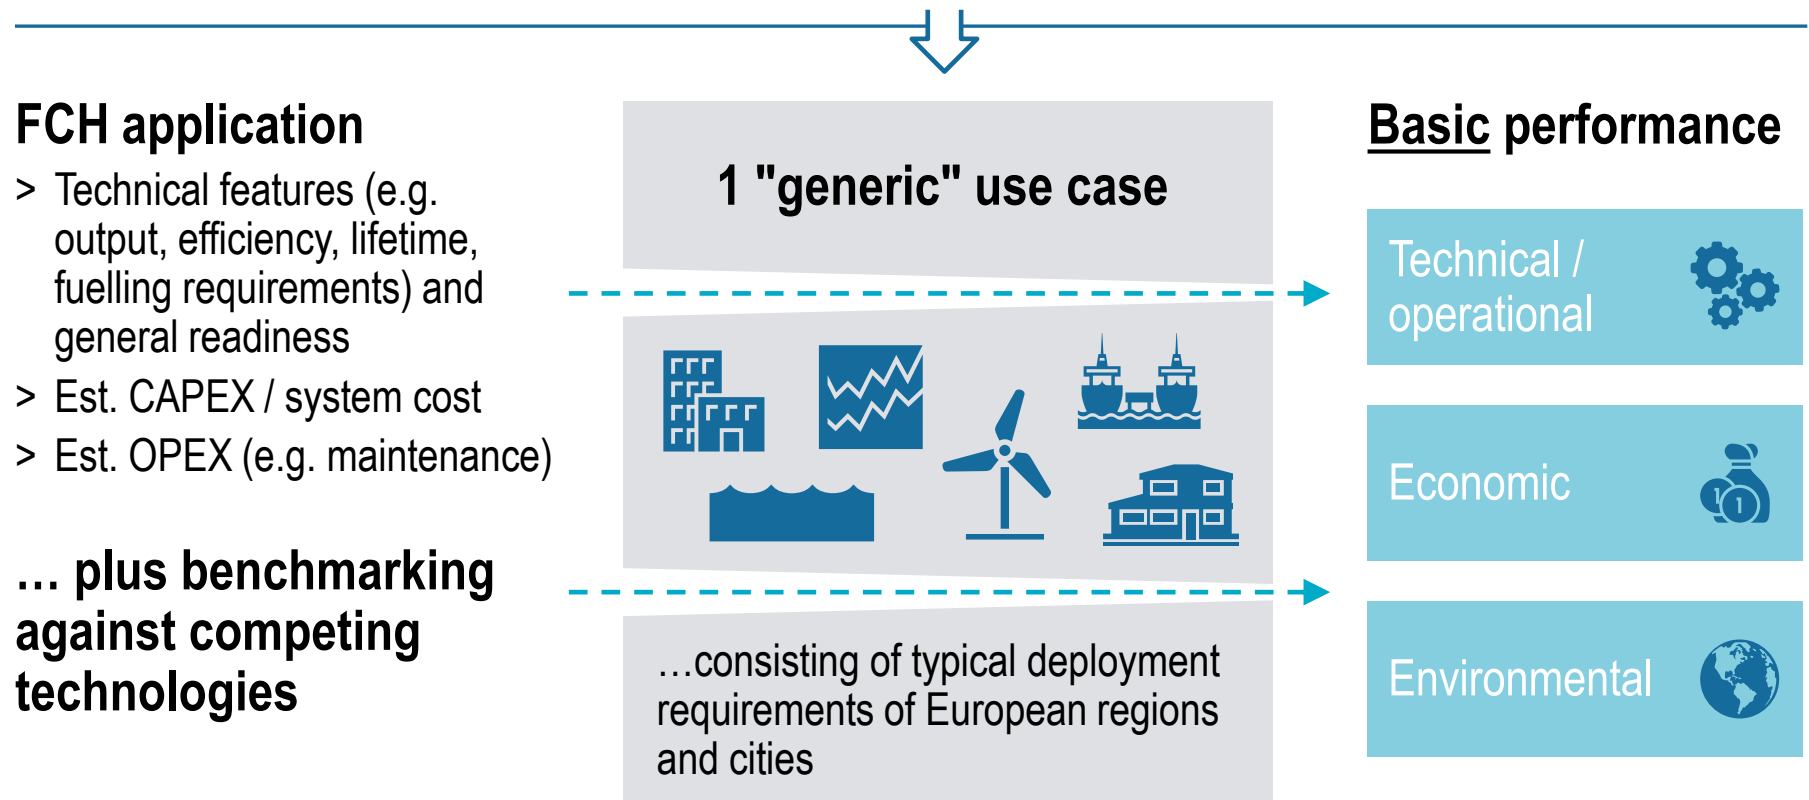 FCH application
> Technical features (e.g.
output, efficiency, lifetime,
fuelling requirements) and
general readiness
> Est. CAPEX / system cost
> Est. OPEX (e.g. maintenance)
… plus benchmarking
against competing
technologies
1 "generic" use case
…consisting of typical deployment
requirements of European regions
and cities
Basic performance
Technical /
operational
Economic
1 1
Environmental